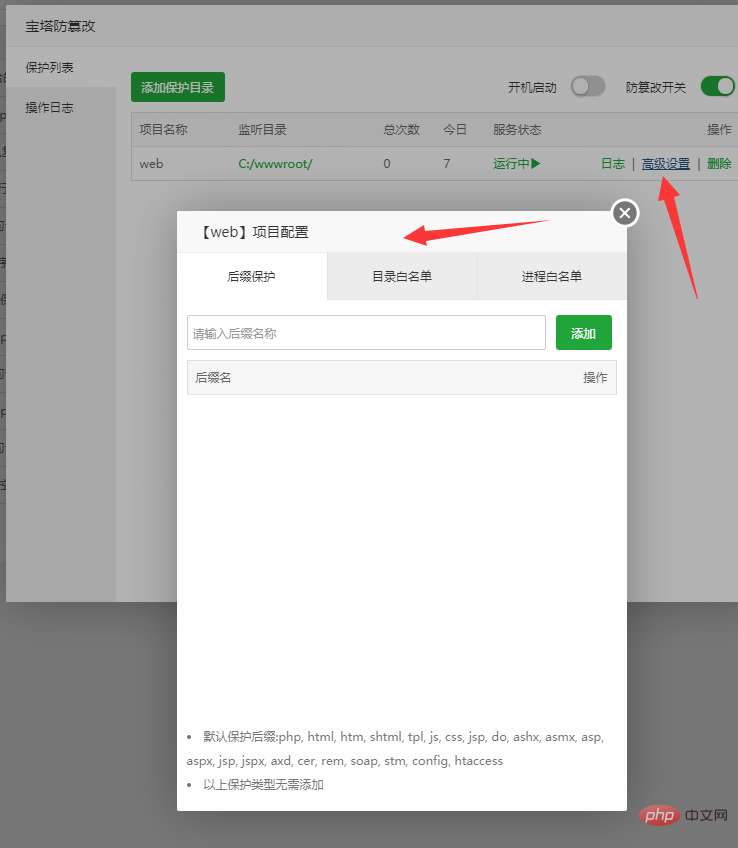 宝塔防篡改
保护列表
操作日志
添加保护目录
开机启动
防篡改开关
项目名称 监听目录 总次数 今日 服务状态 操作
web C:/wwwroot/ 0 7 运行中 日志 | 高级设置 | 删除
【web】项目配置
后缀保护 目录白名单 进程白名单
请输入后缀名称 添加
后缀名 操作
默认保护后缀:php, html, htm, shtml, tpl, js, css, jsp, do, ashx, asmx, asp,
aspx, jsp, jspx, axd, cer, rem, soap, stm, config, htaccess
以上保护类型无需添加
php 中文网